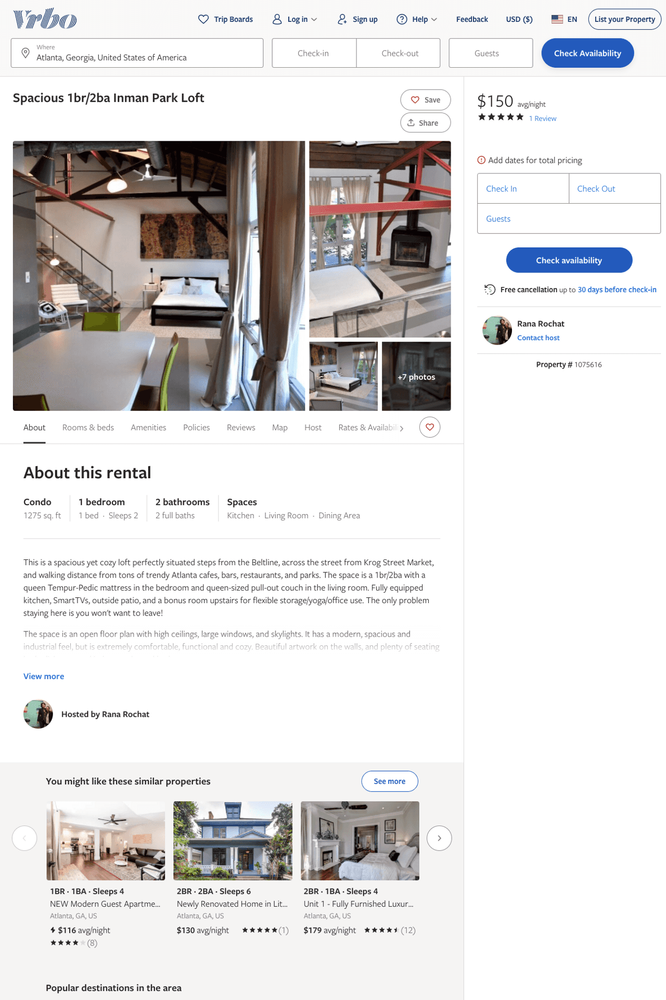 Vrbo
Trip Boards
Log in
Sign up
Help
Feedback
USD ($)
EN
List your Property
Where
Atlanta, Georgia, United States of America
Check-in
Check-out
Guests
Check Availability
Spacious 1br/2ba Inman Park Loft
Save
Share
+7 photos
$150 avg/night
1 Review
Add dates for total pricing
Check In
Check Out
Guests
Check availability
Free cancellation up to 30 days before check-in
Rana Rochat
Contact host
Property # 1075616
About
Rooms & beds
Amenities
Policies
Reviews
Map
Host
Rates & Availabili
About this rental
Condo
1275 sq. ft
1 bedroom
1 bed · Sleeps 2
2 bathrooms
2 full baths
Spaces
Kitchen · Living Room · Dining Area
This is a spacious yet cozy loft perfectly situated steps from the Beltline, across the street from Krog Street Market,
and walking distance from tons of trendy Atlanta cafes, bars, restaurants, and parks. The space is a 1br/2ba with a
queen Tempur-Pedic mattress in the bedroom and queen-sized pull-out couch in the living room. Fully equipped
kitchen, SmartTVs, outside patio, and a bonus room upstairs for flexible storage/yoga/office use. The only problem
staying here is you won't want to leave!
The space is an open floor plan with high ceilings, large windows, and skylights. It has a modern, spacious and
industrial feel, but is extremely comfortable, functional and cozy. Beautiful artwork on the walls, and plenty of seating
View more
Hosted by Rana Rochat
You might like these similar properties
See more
1BR · 1BA · Sleeps 4
NEW Modern Guest Apartme...
Atlanta, GA, US
$116 avg/night
(8)
2BR · 2BA · Sleeps 6
Newly Renovated Home in Lit...
Atlanta, GA, US
$130 avg/night
(1)
2BR · 1BA · Sleeps 4
Unit 1 - Fully Furnished Luxur...
Atlanta, GA, US
$179 avg/night
(12)
Popular destinations in the area